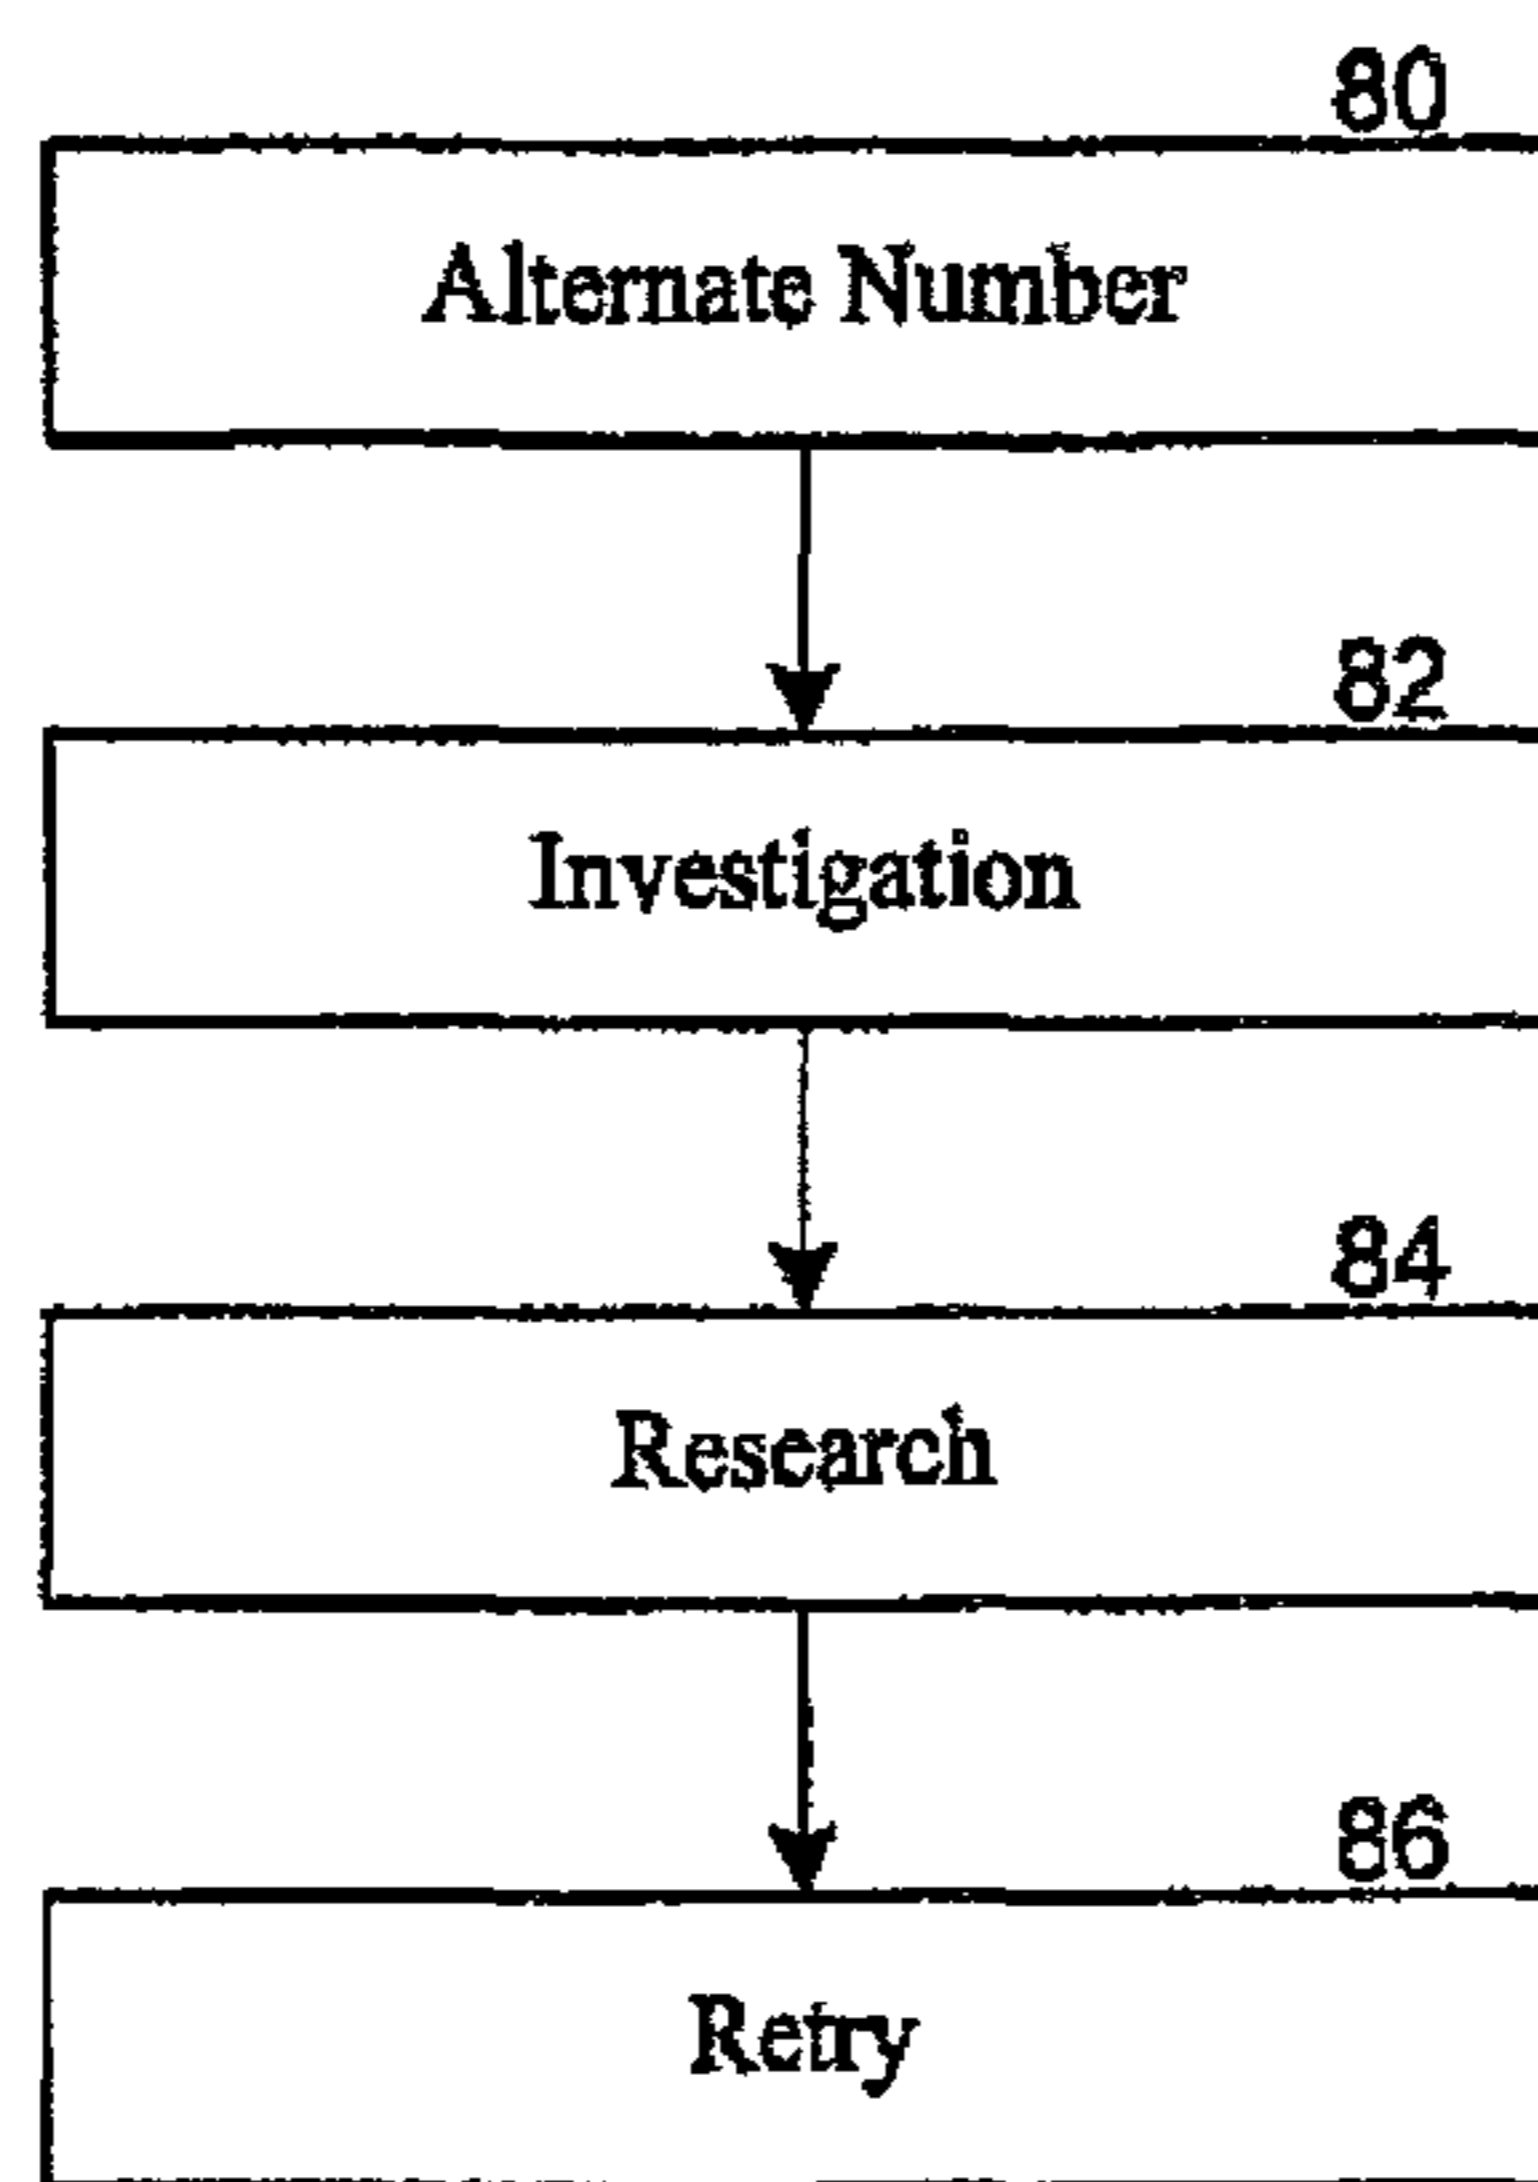 80
Alternate Number
82
Investigation
84
Research
86
Retry